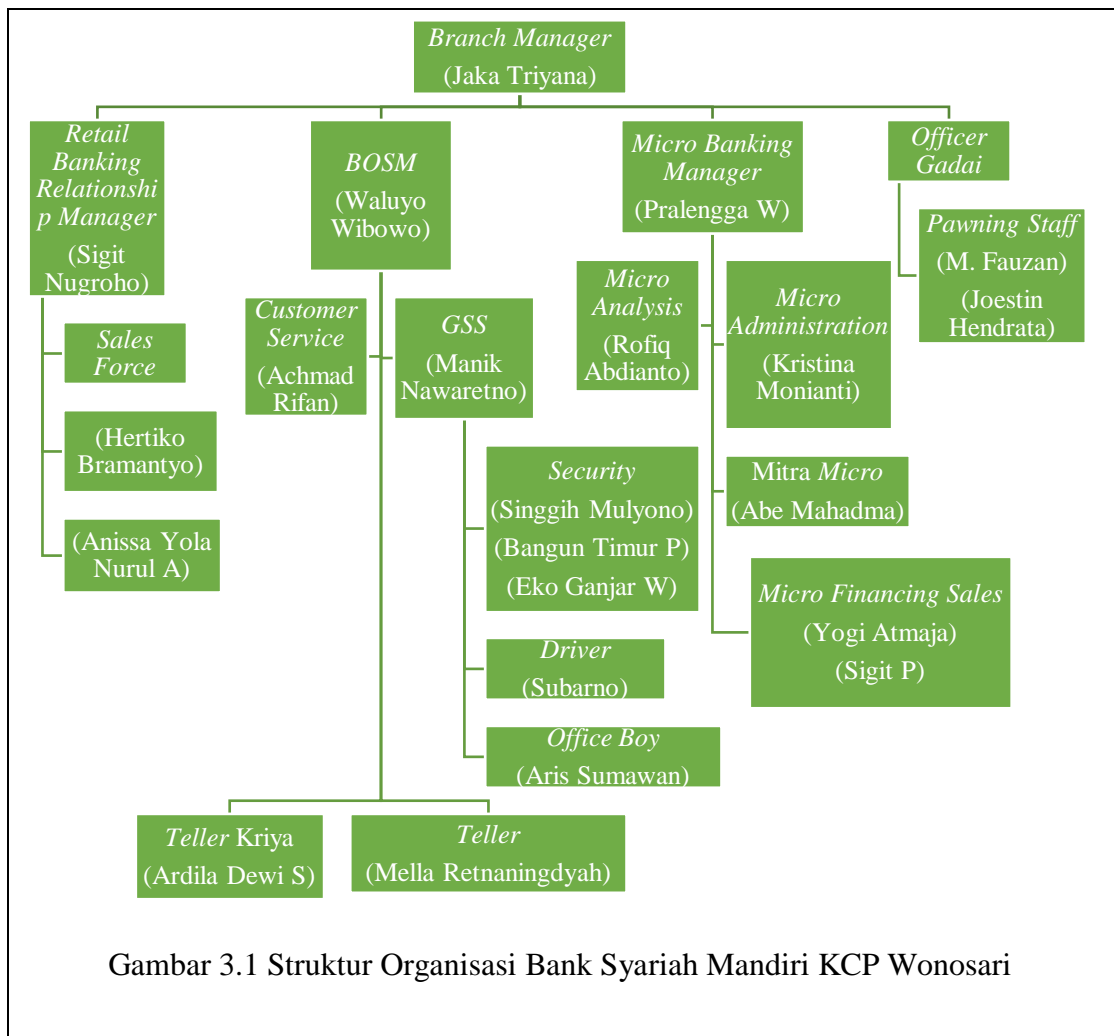 Branch Manager
(Jaka Triyana)
Retail
Banking
Relationshi
p Manager
(Sigit
Nugroho)
Sales
Force
(Hertiko
Bramantyo)
(Anissa Yola
Nurul A)
BOSM
(Waluyo
Wibowo)
Customer
Service
(Achmad
Rifan)
GSS
(Manik
Nawaretno)
Security
(Singgih Mulyono)
(Bangun Timur P)
(Eko Ganjar W)
Driver
(Subarno)
Office Boy
(Aris Sumawan)
Teller Kriya
(Ardila Dewi S)
Teller
(Mella Retnaningdyah)
Micro Banking
Manager
(Pralengga W)
Micro
Analysis
(Rofiq
Abdianto)
Micro
Administration
(Kristina
Monianti)
Mitra Micro
(Abe Mahadma)
Micro Financing Sales
(Yogi Atmaja)
(Sigit P)
Officer
Gadai
Pawning Staff
(M. Fauzan)
(Joestin
Hendrata)
Gambar 3.1 Struktur Organisasi Bank Syariah Mandiri KCP Wonosari